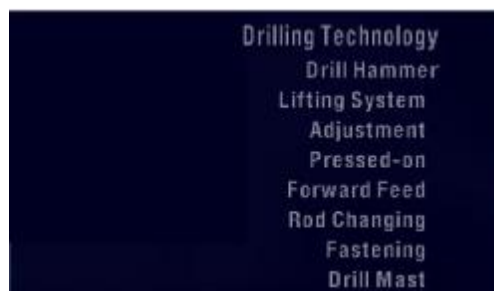 Drilling Technology
Drill Hammer
Lifting System
Adjustment
Pressed-on
Forward Feed
Rod Changing
Fastening
Drill Mast